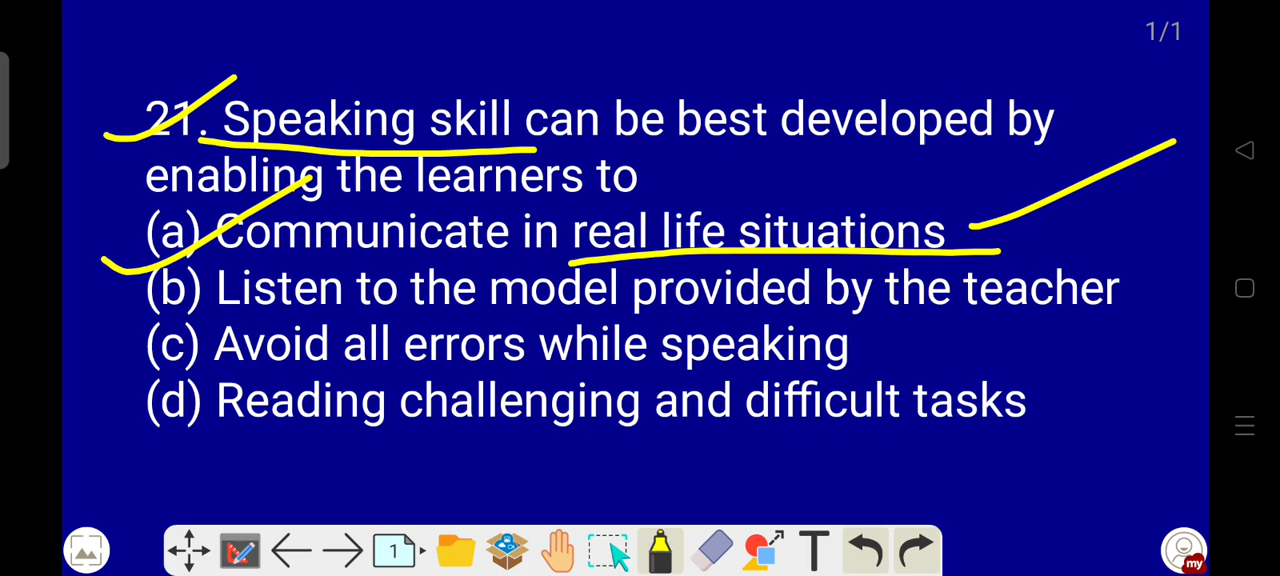 1/1
21. Speaking skill can be best developed by
enabling the learners to
(a) Communicate in real life situations
(b) Listen to the model provided by the teacher
(c) Avoid all errors while speaking
(d) Reading challenging and difficult tasks
1
T
my